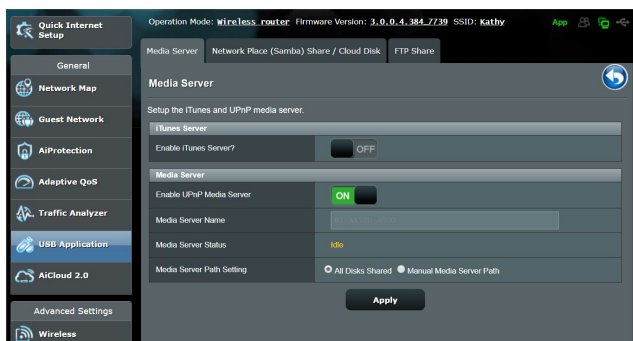 Quick Internet
Setup
Operation Mode: Wireless router Firmware Version: 3.0.0.4.384_7739 SSID: Kathy
App
Media Server
Network Place (Samba) Share / Cloud Disk
FTP Share
General
Network Map
Guest Network
AiProtection
Adaptive QoS
Traffic Analyzer
USB Application
AiCloud 2.0
Advanced Settings
Wireless
Media Server
Setup the iTunes and UPnP media server.
iTunes Server
Enable iTunes Server?
OFF
Media Server
Enable UPnP Media Server
ON
Media Server Name
Media Server Status
Idle
Media Server Path Setting
All Disks Shared
Manual Media Server Path
Apply